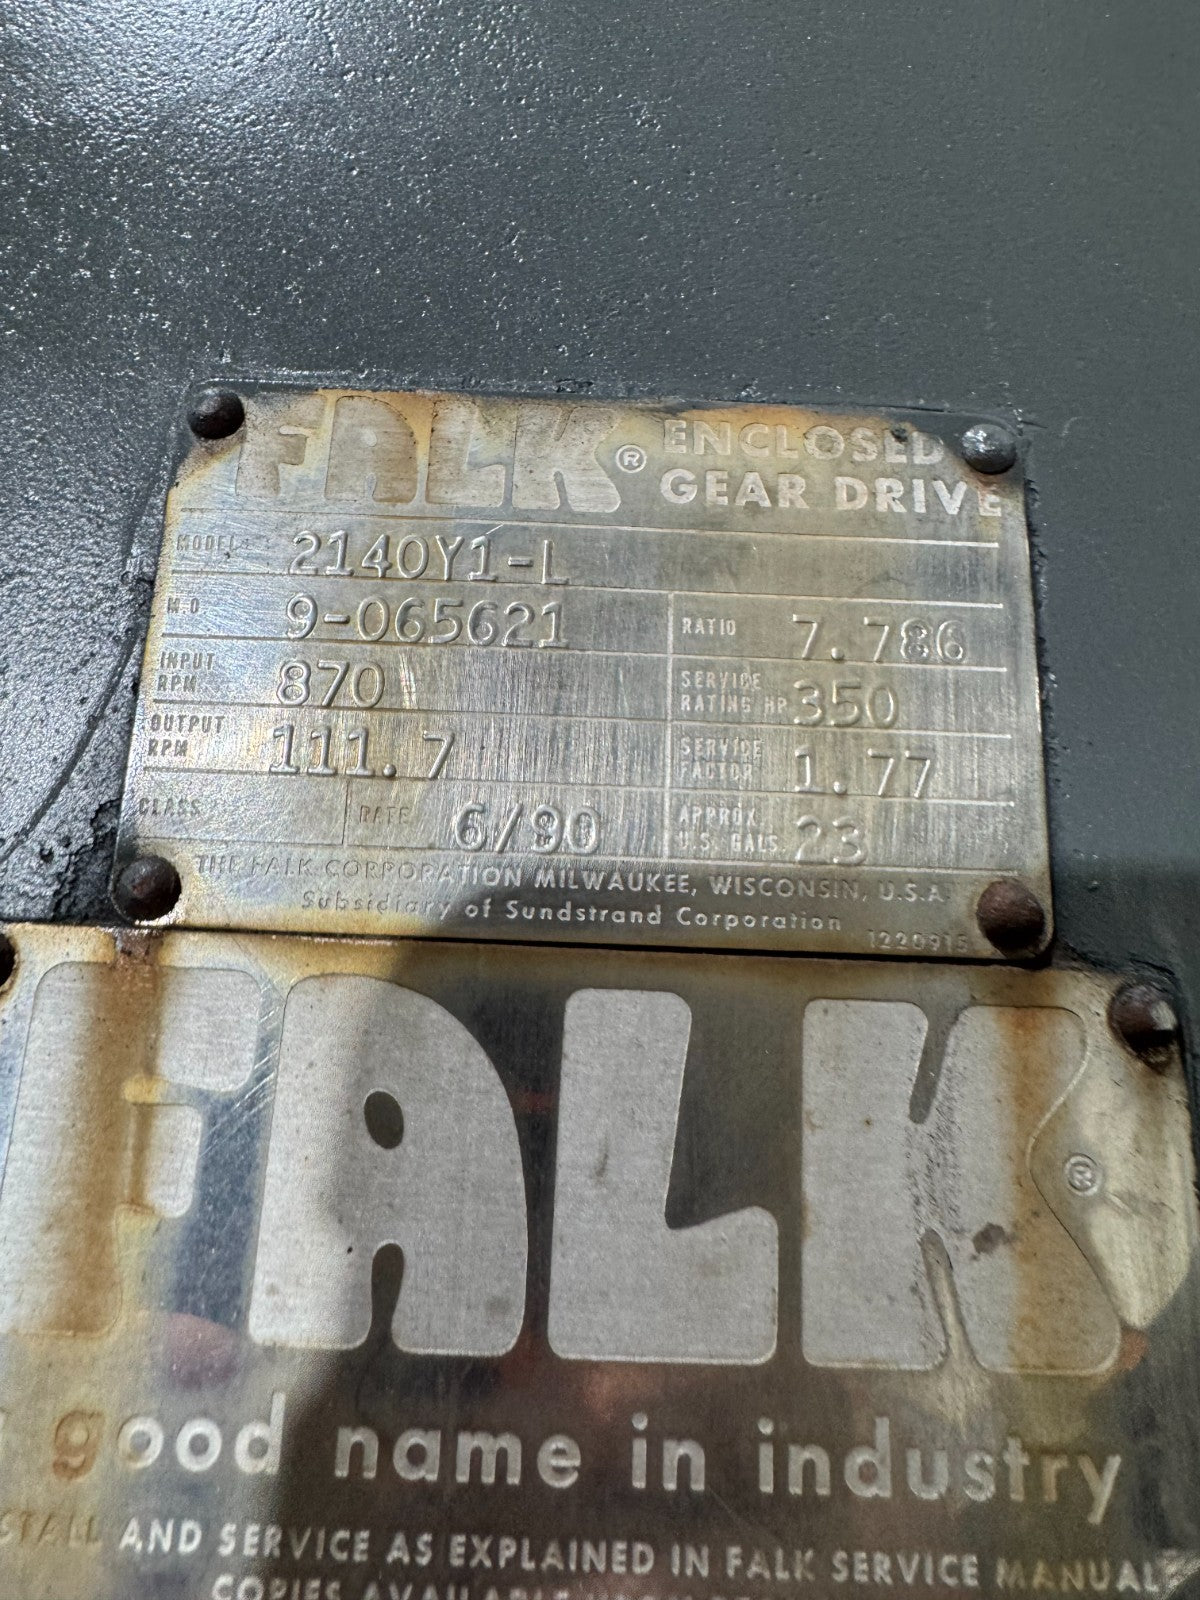 FALK® ENCLOSED
GEAR DRIVE
MODEL 2140Y1-L
M.O 9-065621
RATIO 7.786
INPUT RPM 870
SERVICE RATING HP 350
OUTPUT RPM 111.7
SERVICE FACTOR 1.77
CLASS
RATE 6/90
APPROX. U.S. GALS. 23
THE FALK CORPORATION MILWAUKEE, WISCONSIN, U.S.A.
Subsidiary of Sundstrand Corporation
1220915
FALK®
good name in industry
AND SERVICE AS EXPLAINED IN FALK SERVICE MANUAL
COPIES